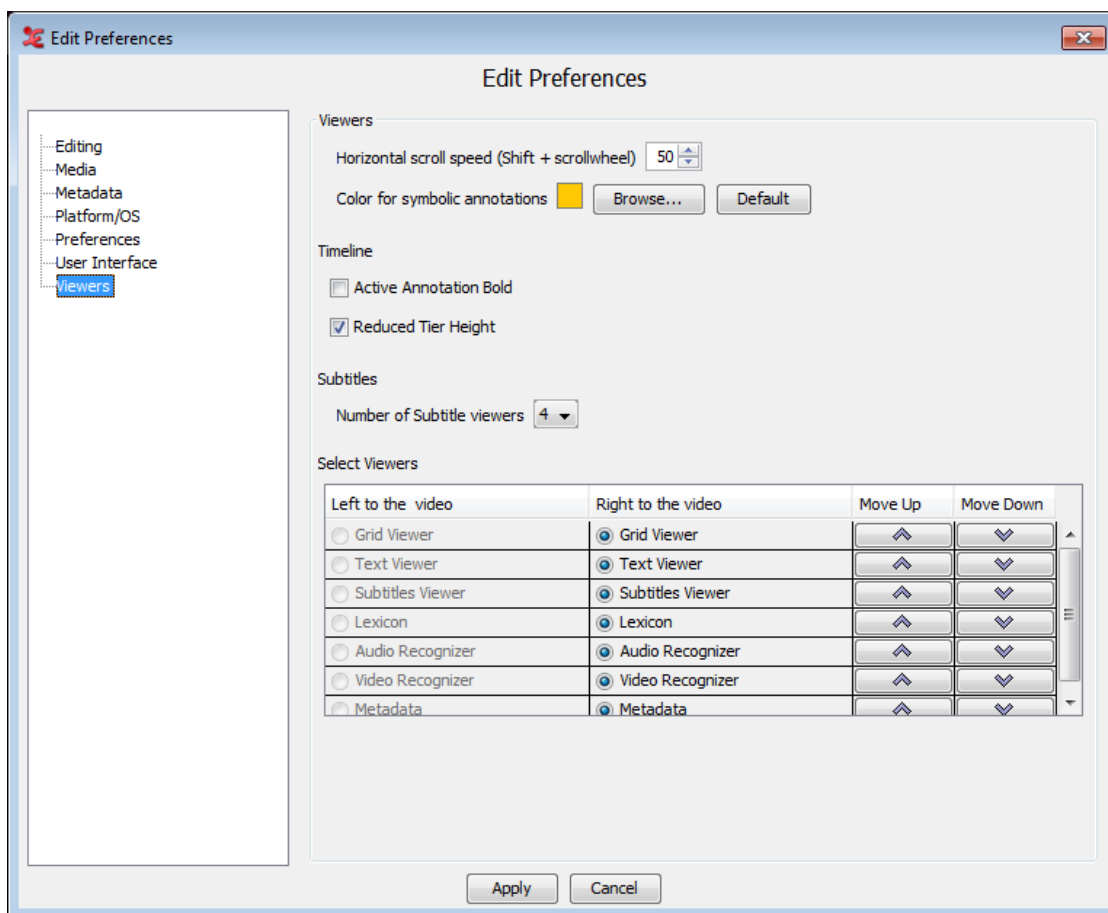 Edit Preferences
Edit Preferences
Editing
Media
Metadata
Platform/OS
Preferences
User Interface
Viewers
Viewers
Horizontal scroll speed (Shift + scrollwheel) 50
Color for symbolic annotations Browse... Default
Timeline
Active Annotation Bold
Reduced Tier Height
Subtitles
Number of Subtitle viewers 4
Select Viewers
Left to the video Right to the video Move Up Move Down
Grid Viewer Grid Viewer
Text Viewer Text Viewer
Subtitles Viewer Subtitles Viewer
Lexicon Lexicon
Audio Recognizer Audio Recognizer
Video Recognizer Video Recognizer
Metadata Metadata
Apply Cancel